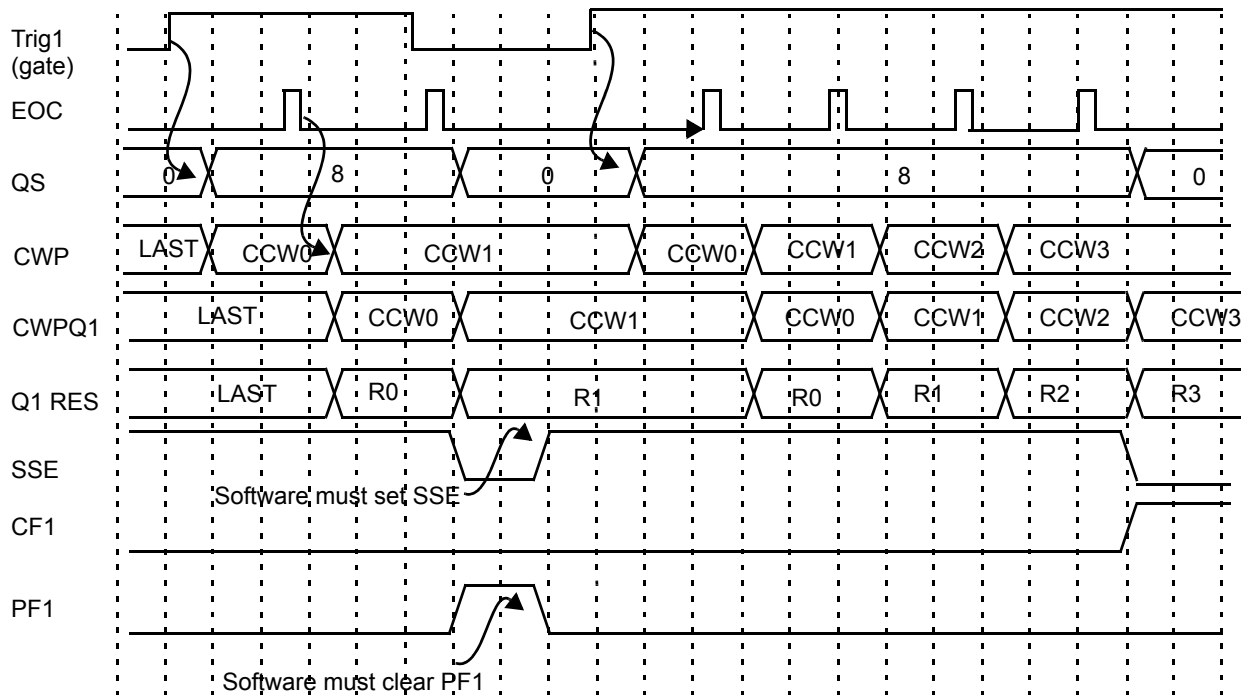 Trig1
(gate)
EOC
QS 0 8 0 8 0
CWP LAST CCW0 CCW1 CCW0 CCW1 CCW2 CCW3
CWPQ1 LAST CCW0 CCW1 CCW0 CCW1 CCW2 CCW3
Q1 RES LAST R0 R1 R0 R1 R2 R3
SSE
Software must set SSE
CF1
PF1
Software must clear PF1